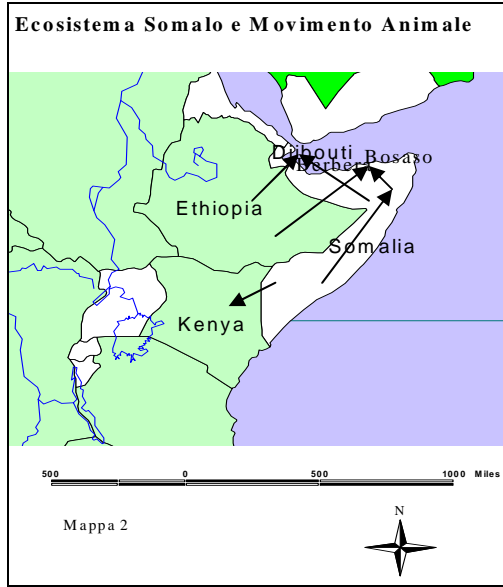 Ecosistema Somalo e Movimento Animale
Djibouti
Berbera Bosaso
Ethiopia
Somalia
Kenya
500 0 500 1000 Miles
Mappa 2
N